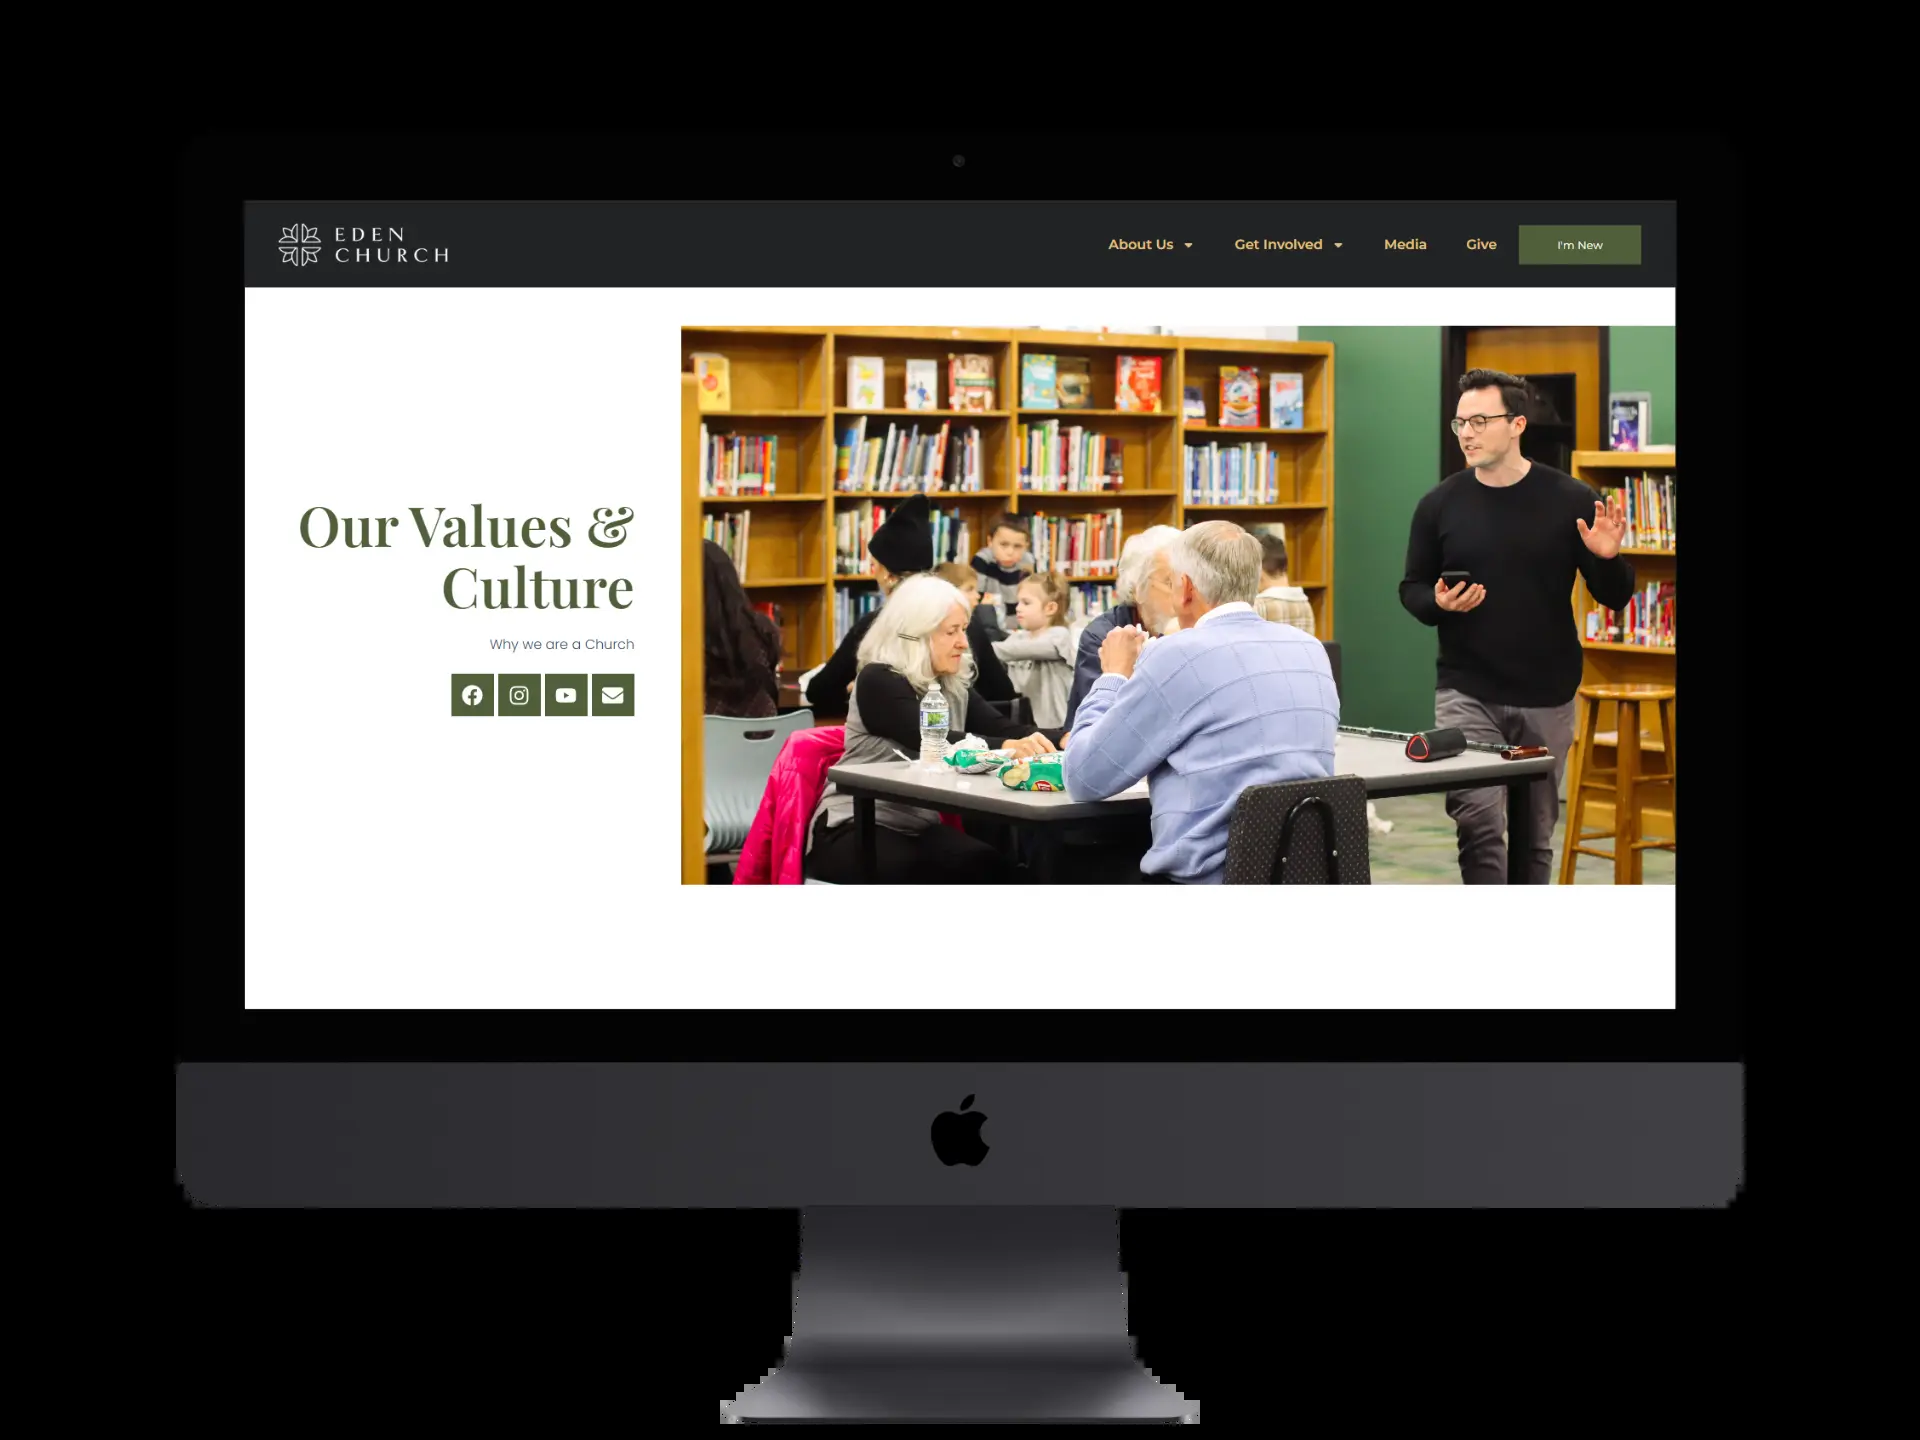 EDEN
CHURCH
About Us
Get Involved
Media
Give
I'm New
Our Values &
Culture
Why we are a Church